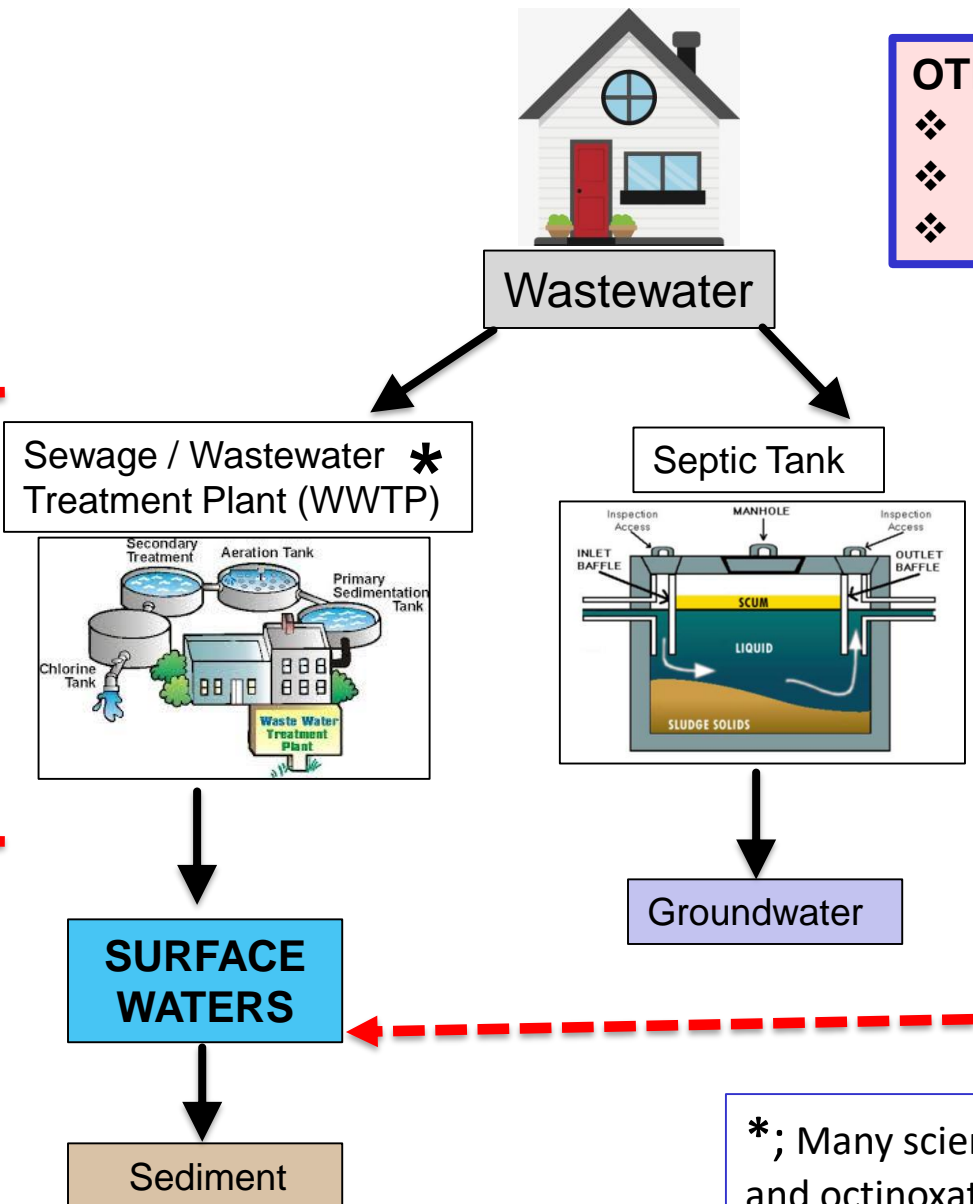 OT
❖
❖
❖
Wastewater
Sewage / Wastewater *
Treatment Plant (WWTP)
Secondary
Treatment
Aeration Tank
Primary
Sedimentation
Tank
Chlorine
Tank
Waste Water
Treatment
Plant
Septic Tank
Inspection
Access
MANHOLE
Inspection
Access
INLET
BAFFLE
OUTLET
BAFFLE
SCUM
LIQUID
SLUDGE SOLIDS
SURFACE
WATERS
Groundwater
Sediment
*; Many scien
and octinoxat